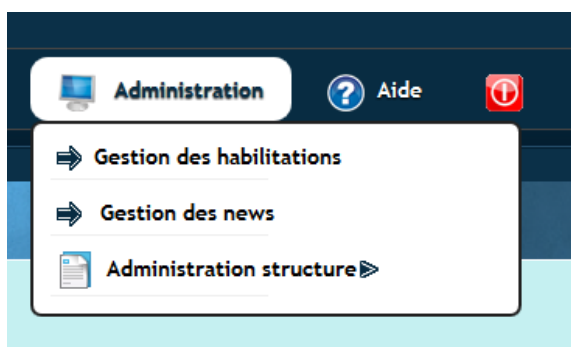 Administration
Aide
Gestion des habilitations
Gestion des news
Administration structure